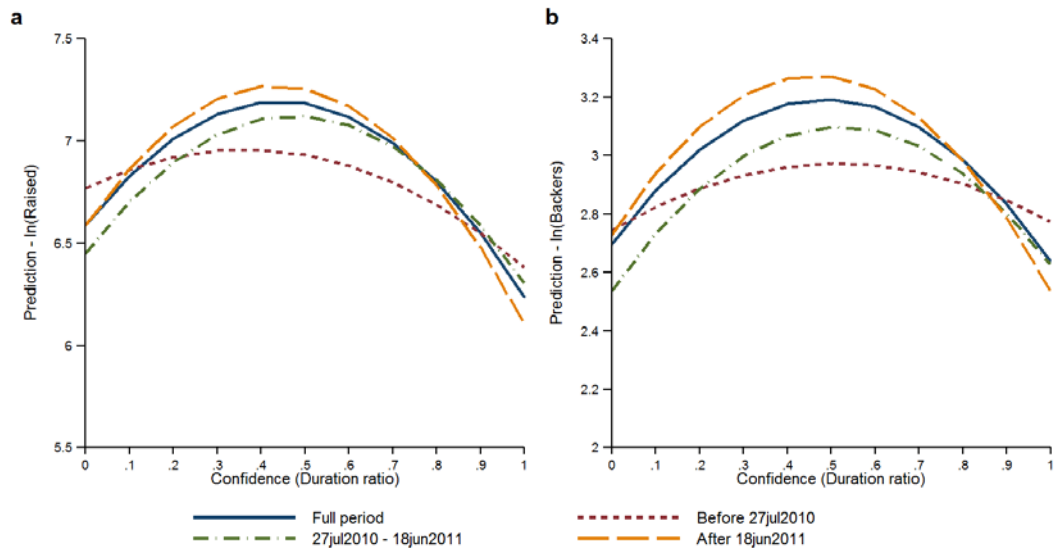 a
7.5
7
6.5
6
5.5
Prediction - ln(Raised)
0 .1 .2 .3 .4 .5 .6 .7 .8 .9 1
Confidence (Duration ratio)
b
3.4
3.2
3
2.8
2.6
2.4
2.2
2
Prediction - ln(Backers)
0 .1 .2 .3 .4 .5 .6 .7 .8 .9 1
Confidence (Duration ratio)
Full period
Before 27jul2010
27jul2010 - 18jun2011
After 18jun2011